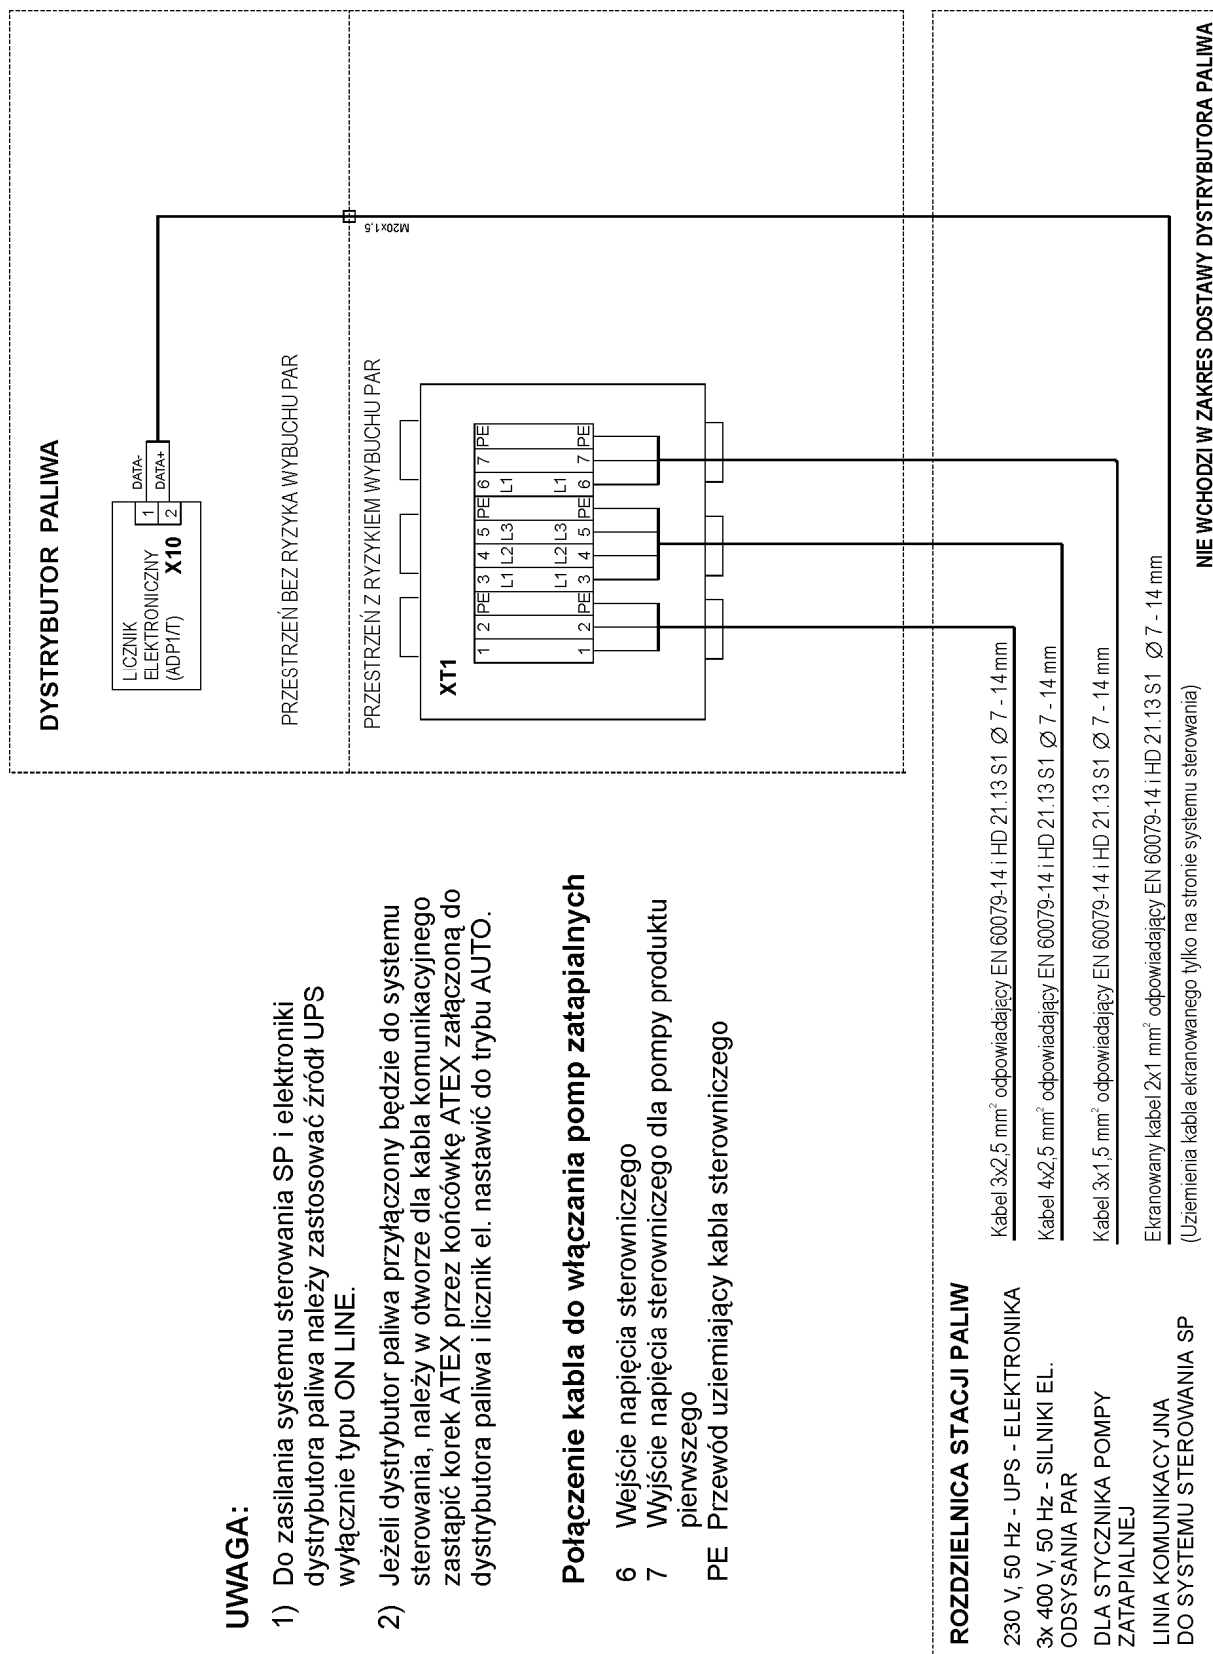 DYSTRYBUTOR PALIWA
LICZNIK
ELEKTRONICZNY
(ADP1/T)
X10
1
2
DATA-
DATA+
PRZESTRZEŃ BEZ RYZYKA WYBUCHU PAR
PRZESTRZEŃ Z RYZYKIEM WYBUCHU PAR
M20x1,5
XT1
1 2 PE 3 4 5 PE 6 7 PE
L1 L2 L3 L1
L1 L2 L3 L1
1 2 PE 3 4 5 PE 6 7 PE
UWAGA:
1) Do zasilania systemu sterowania SP i elektroniki
dystrybutora paliwa należy zastosować źródł UPS
wyłącznie typu ON LINE.
2) Jeżeli dystrybutor paliwa przyłączony będzie do systemu
sterowania, należy w otworze dla kabla komunikacyjnego
zastąpić korek ATEX przez końcówkę ATEX załączoną do
dystrybutora paliwa i licznik el. nastawić do trybu AUTO.
Połączenie kabla do włączania pomp zatapialnych
6 Wejście napięcia sterowniczego
7 Wyjście napięcia sterowniczego dla pompy produktu
pierwszego
PE Przewód uziemiający kabla sterowniczego
ROZDZIELNICA STACJI PALIW
230 V, 50 Hz - UPS - ELEKTRONIKA
Kabel 3x2,5 mm² odpowiadający EN 60079-14 i HD 21.13 S1 Ø 7 - 14 mm
3x 400 V, 50 Hz - SILNIKI EL.
ODSYSANIA PAR
Kabel 4x2,5 mm² odpowiadający EN 60079-14 i HD 21.13 S1 Ø 7 - 14 mm
DLA STYCZNIKA POMPY
ZATAPIALNEJ
Kabel 3x1,5 mm² odpowiadający EN 60079-14 i HD 21.13 S1 Ø 7 - 14 mm
LINIA KOMUNIKACYJNA
DO SYSTEMU STEROWANIA SP
Ekranowany kabel 2x1 mm² odpowiadający EN 60079-14 i HD 21.13 S1 Ø 7 - 14 mm
(Uziemienia kabla ekranowanego tylko na stronie systemu sterowania)
NIE WCHODZI W ZAKRES DOSTAWY DYSTRYBUTORA PALIWA